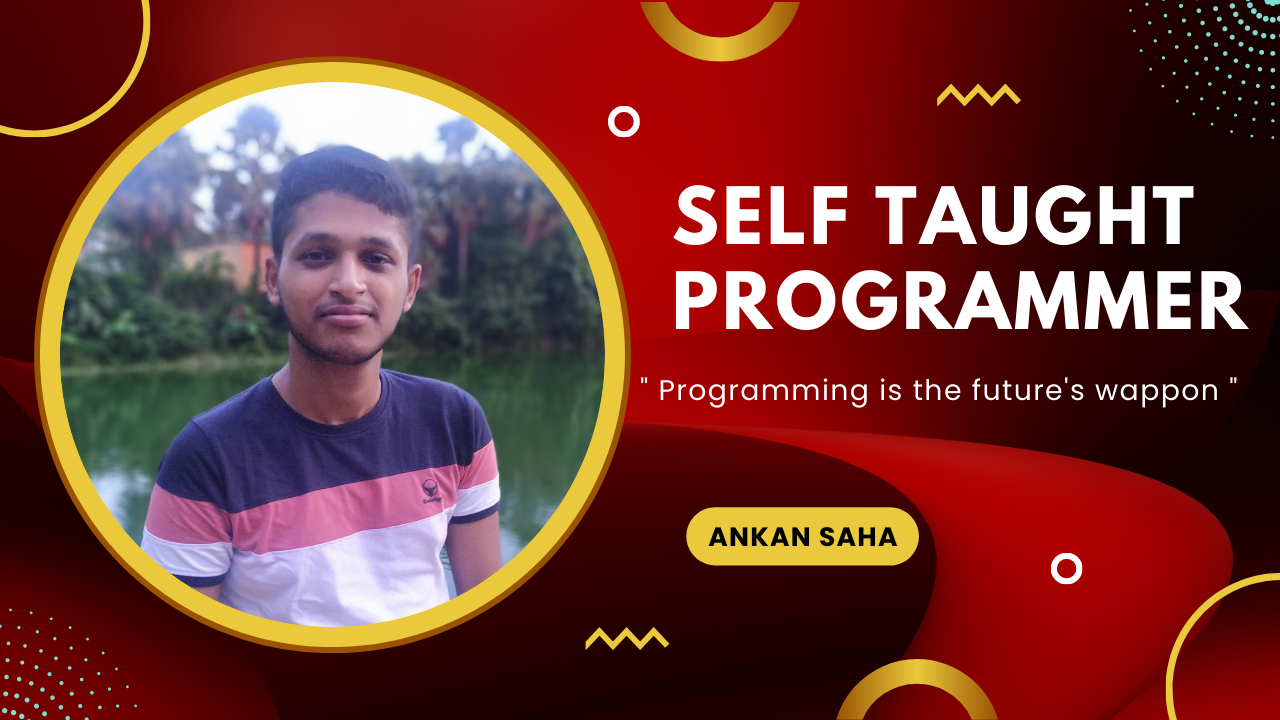 SELF TAUGHT
PROGRAMMER
" Programming is the future's wappon "
ANKAN SAHA